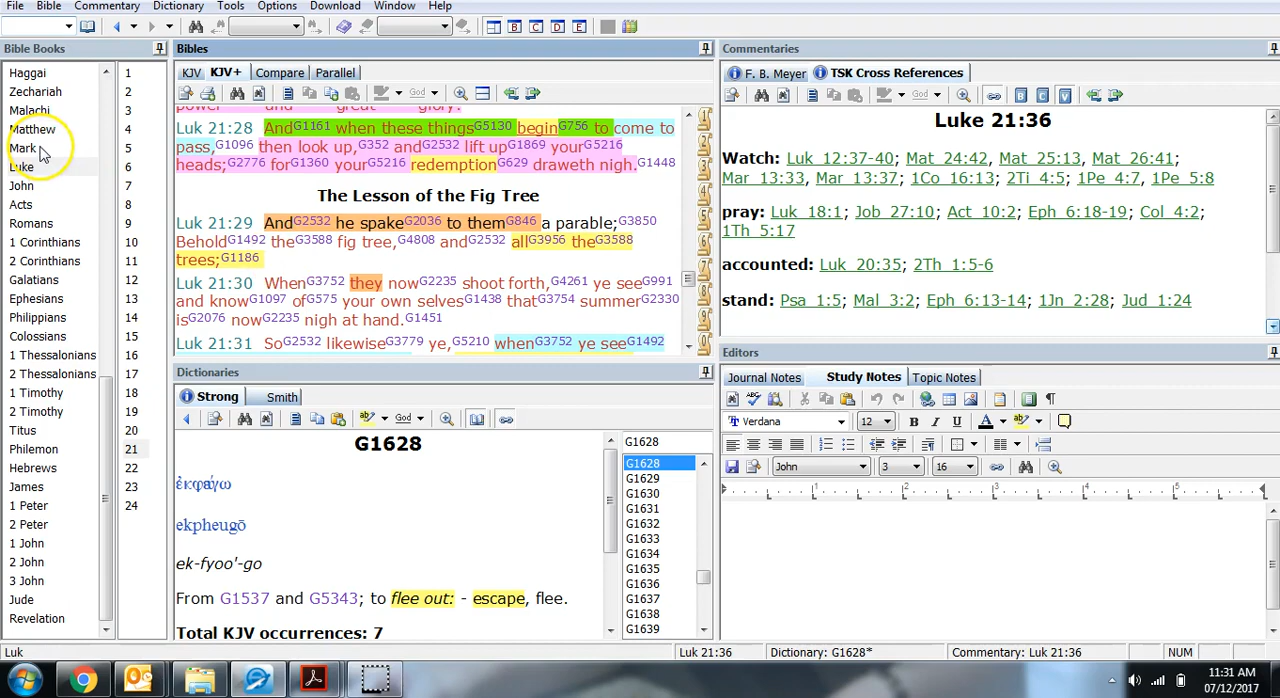 File Bible Commentary Dictionary Tools Options Download Window Help
B C D E
Bible Books
Haggai
Zechariah
Malachi
Matthew
Mark
Luke
John
Acts
Romans
1 Corinthians
2 Corinthians
Galatians
Ephesians
Philippians
Colossians
1 Thessalonians
2 Thessalonians
1 Timothy
2 Timothy
Titus
Philemon
Hebrews
James
1 Peter
2 Peter
1 John
2 John
3 John
Jude
Revelation
1
2
3
4
5
6
7
8
9
10
11
12
13
14
15
16
17
18
19
20
21
22
23
24
Bibles
KJV KJV+ Compare Parallel
God
power and great glory.
Luk 21:28 And G1161 when these things G5130 begin G756 to come to
pass, G1096 then look up, G352 and G2532 lift up G1869 your G5216
heads; G2776 for G1360 your G5216 redemption G629 draweth nigh. G1448
The Lesson of the Fig Tree
Luk 21:29 And G2532 he spake G2036 to them G846 a parable; G3850
Behold G1492 the G3588 fig tree, G4808 and G2532 all G3956 the G3588
trees; G1186
Luk 21:30 When G3752 they now G2235 shoot forth, G4261 ye see G991
and know G1097 of G575 your own selves G1438 that G3754 summer G2330
is G2076 now G2235 nigh at hand. G1451
Luk 21:31 So G2532 likewise G3779 ye, G5210 when G3752 ye see G1492
Dictionaries
Strong Smith
God
G1628
ekpheugō
ek-fyoo'-go
From G1537 and G5343; to flee out: - escape, flee.
Total KJV occurrences: 7
G1628
G1628
G1629
G1630
G1631
G1632
G1633
G1634
G1635
G1636
G1637
G1638
G1639
Commentaries
F. B. Meyer TSK Cross References
God B C V
Luke 21:36
Watch: Luk 12:37-40; Mat 24:42, Mat 25:13, Mat 26:41;
Mar 13:33, Mar 13:37; 1Co 16:13; 2Ti 4:5; 1Pe 4:7, 1Pe 5:8
pray: Luk 18:1; Job 27:10; Act 10:2; Eph 6:18-19; Col 4:2;
1Th 5:17
accounted: Luk 20:35; 2Th 1:5-6
stand: Psa 1:5; Mal 3:2; Eph 6:13-14; 1Jn 2:28; Jud 1:24
Editors
Journal Notes Study Notes Topic Notes
Verdana 12 B I U A
John 3 16
1 2 3 4 5
Luk Luk 21:36 Dictionary: G1628* Commentary: Luk 21:36 NUM
11:31 AM
07/12/2017